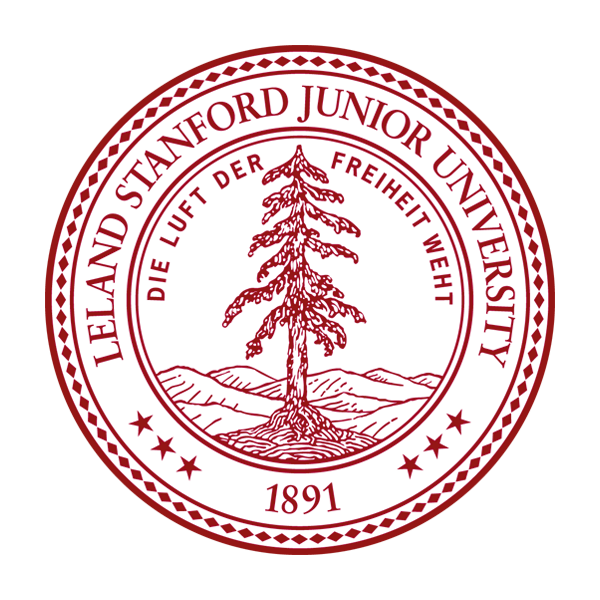 LELAND STANFORD JUNIOR UNIVERSITY
DIE LUFT DER FREIHEIT WEHT
1891